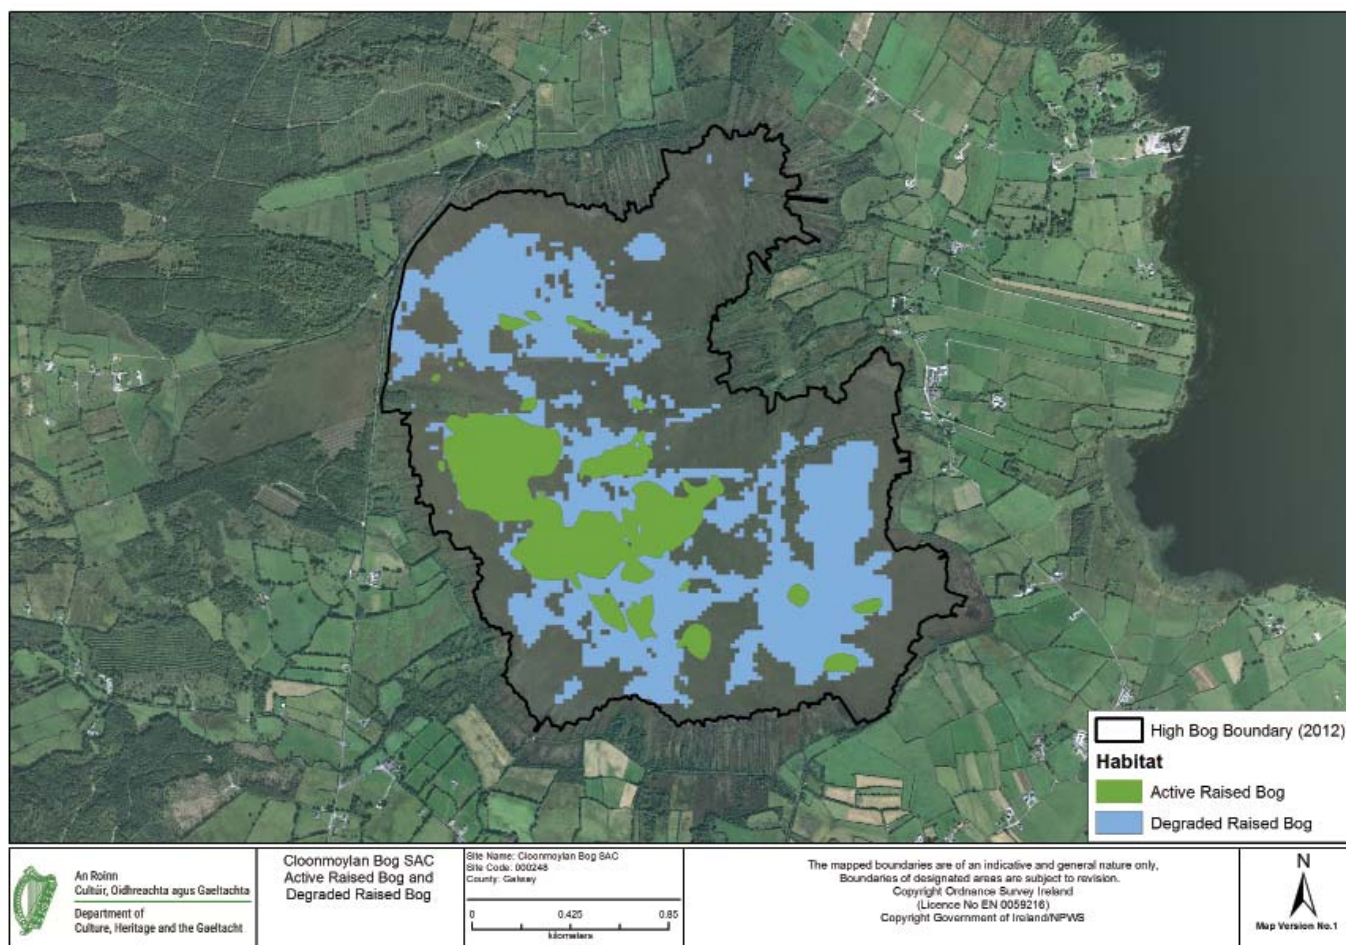 High Bog Boundary (2012)
Habitat
Active Raised Bog
Degraded Raised Bog
An Roinn
Cultúir, Oidhreachta agus Gaeltachta
Department of
Culture, Heritage and the Gaeltacht
Cloonmoylan Bog SAC
Active Raised Bog and
Degraded Raised Bog
Site Name: Cloonmoylan Bog SAC
Site Code: 000248
County: Galway
0 0.425 0.85
kilometers
The mapped boundaries are of an indicative and general nature only,
Boundaries of designated areas are subject to revision.
Copyright Ordnance Survey Ireland
(Licence No EN 0059216)
Copyright Government of Ireland/NPWS
N
Map Version No.1